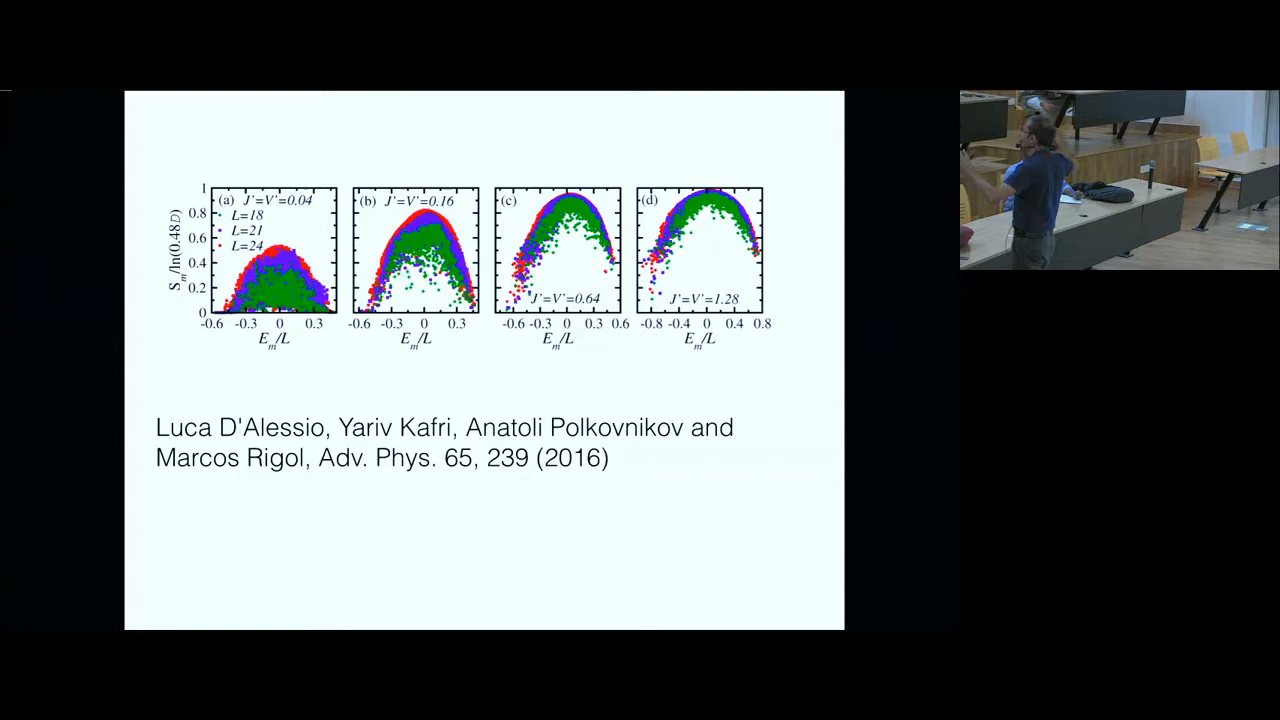 (a) J'=V'=0.04
L=18
L=21
L=24
(b) J'=V'=0.16
(c)
J'=V'=0.64
(d)
J'=V'=1.28
S_m/ln(0.48D)
1
0.8
0.6
0.4
0.2
0
-0.6 -0.3 0 0.3
-0.3 0 0.3
-0.6 -0.3 0 0.3 0.6
-0.8 -0.4 0 0.4 0.8
E_m/L E_m/L E_m/L E_m/L
Luca D'Alessio, Yariv Kafri, Anatoli Polkovnikov and
Marcos Rigol, Adv. Phys. 65, 239 (2016)